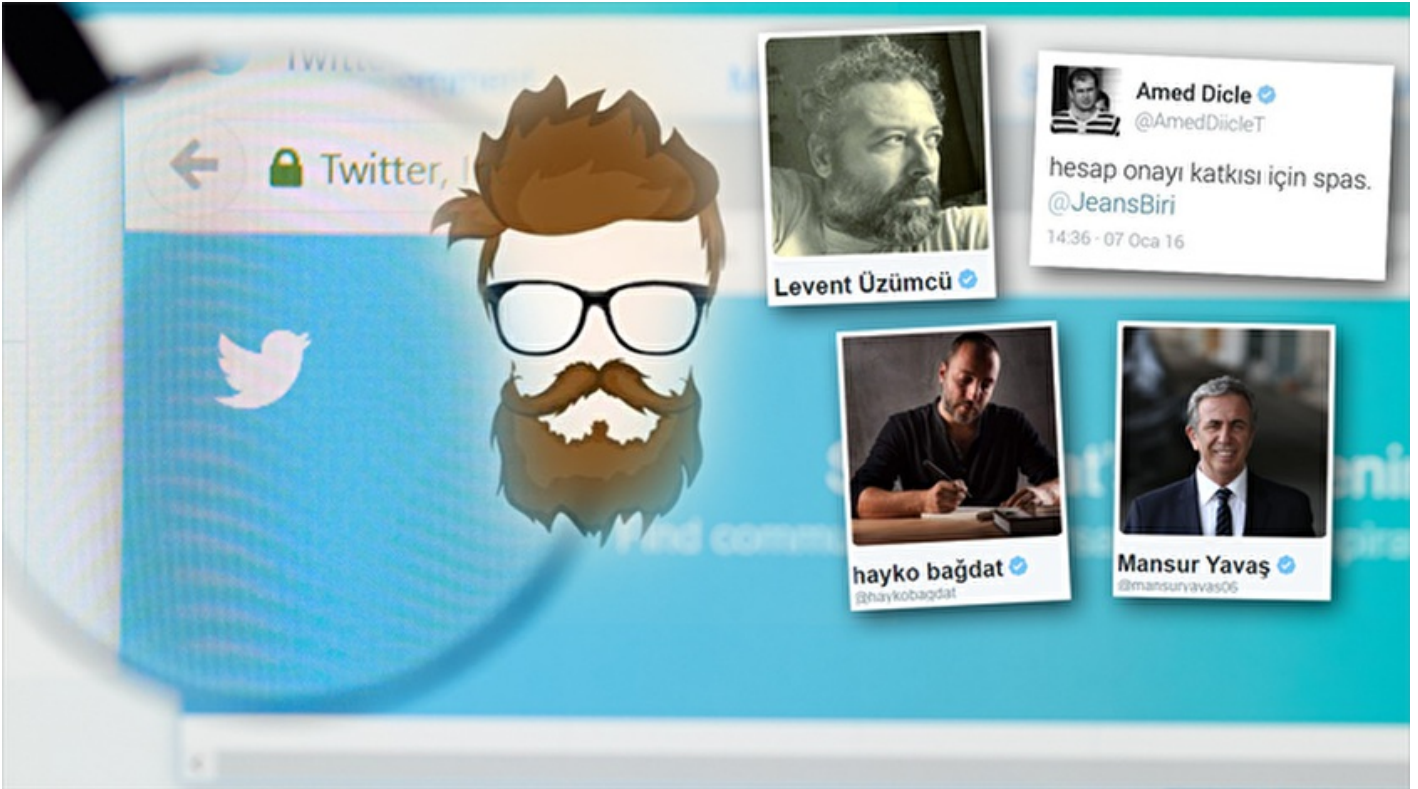 Twitter,
Levent Üzümcü
Amed Dicle
@AmedDiicleT
hesap onayı katkısı için spas.
@JeansBiri
14:36 - 07 Oca 16
hayko bağdat
@haykobagdat
Mansur Yavaş
@mansuryavas06
Find